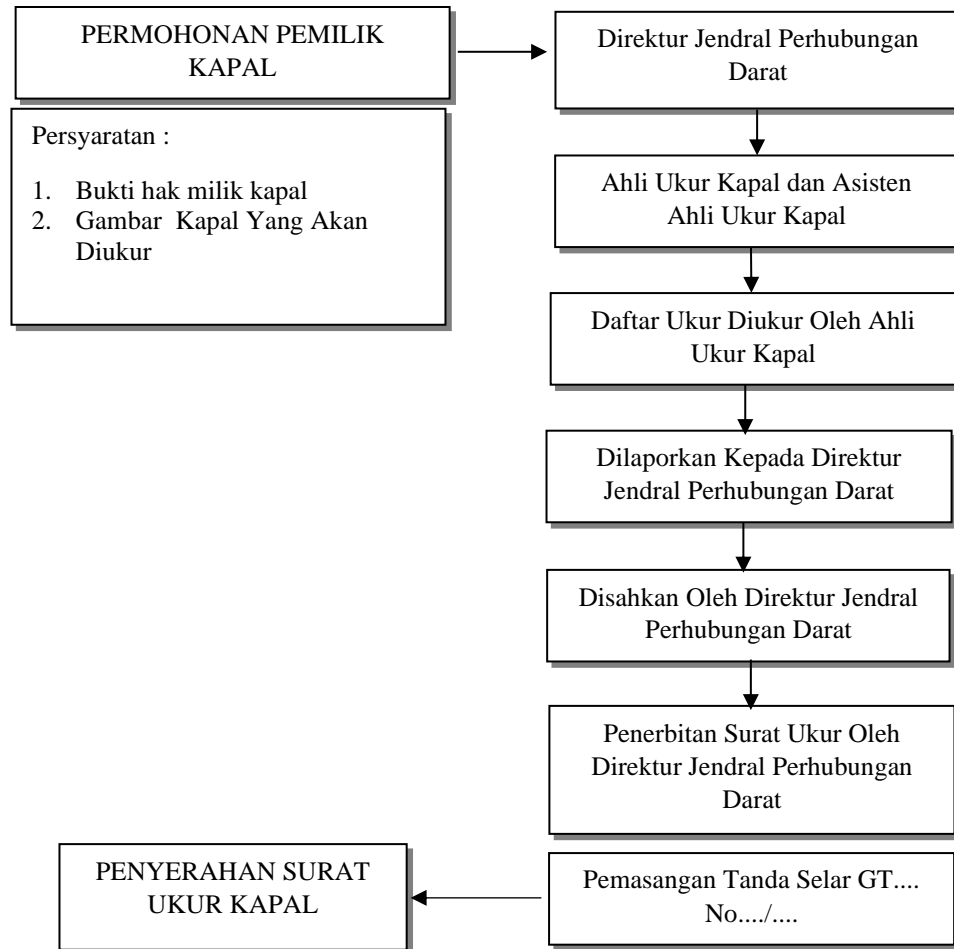 PERMOHONAN PEMILIK
KAPAL
Direktur Jendral Perhubungan
Darat
Persyaratan :
1. Bukti hak milik kapal
2. Gambar Kapal Yang Akan
Diukur
Ahli Ukur Kapal dan Asisten
Ahli Ukur Kapal
Daftar Ukur Diukur Oleh Ahli
Ukur Kapal
Dilaporkan Kepada Direktur
Jendral Perhubungan Darat
Disahkan Oleh Direktur Jendral
Perhubungan Darat
Penerbitan Surat Ukur Oleh
Direktur Jendral Perhubungan
Darat
Pemasangan Tanda Selar GT....
No..../....
PENYERAHAN SURAT
UKUR KAPAL